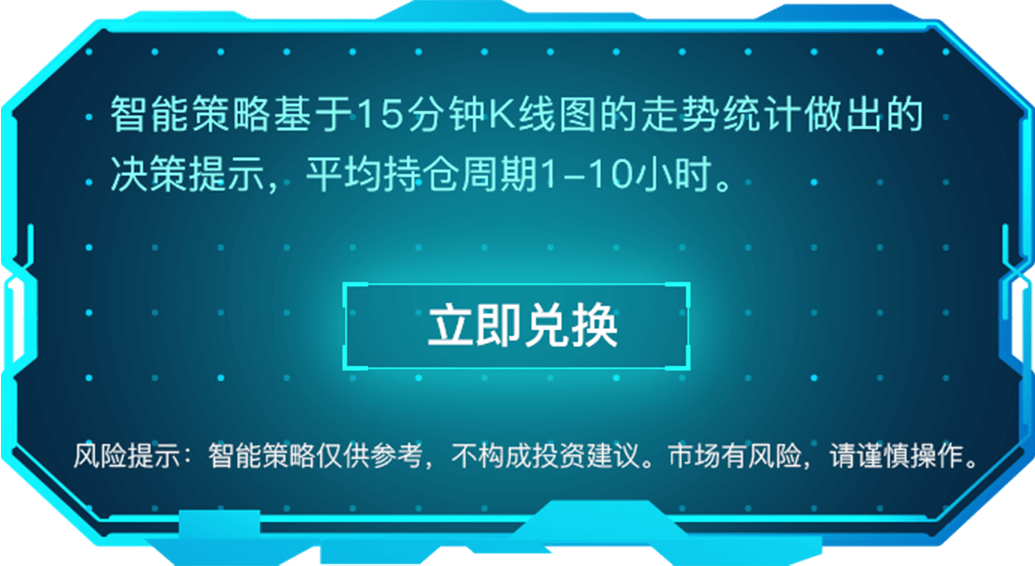 智能策略基于15分钟K线图的走势统计做出的
决策提示，平均持仓周期1-10小时。
立即兑换
风险提示：智能策略仅供参考，不构成投资建议。市场有风险，请谨慎操作。